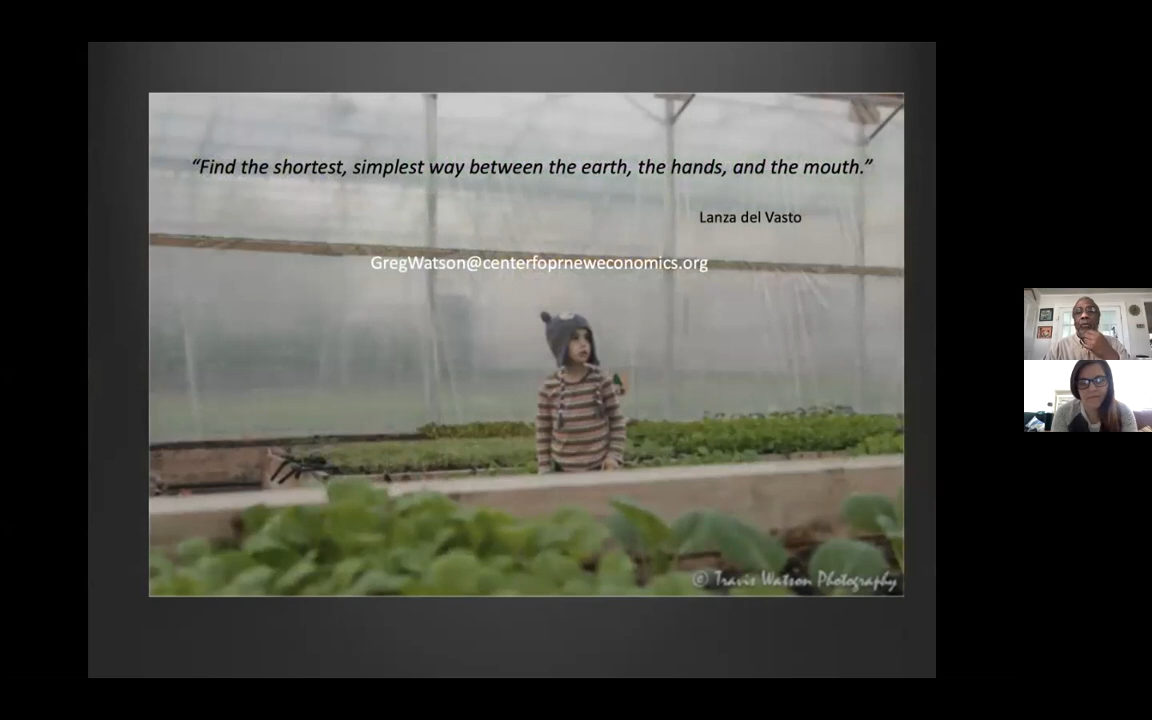 “Find the shortest, simplest way between the earth, the hands, and the mouth.”
Lanza del Vasto
GregWatson@centerfoprneweconomics.org
© Travis Watson Photography